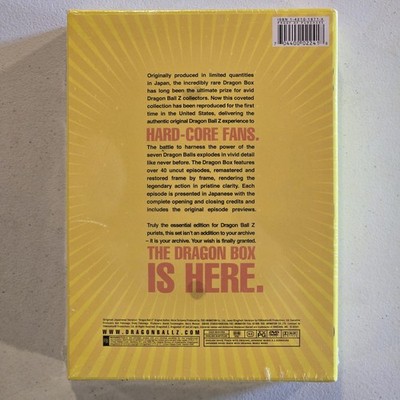 Originally produced in limited quantities
in Japan, the incredibly rare Dragon Box
has long been the ultimate prize for avid
Dragon Ball Z collectors. Now this coveted
collection has been reproduced for the first
time in the United States, delivering the
authentic original Dragon Ball Z experience to
HARD-CORE FANS.
The battle to harness the power of the
seven Dragon Balls explodes in vivid detail
like never before. The Dragon Box features
over 40 uncut episodes, remastered and
restored frame by frame, rendering the
legendary action in pristine clarity. Each
episode is presented in Japanese with the
complete opening and closing credits and
includes the original episode previews.
Truly the essential edition for Dragon Ball Z
purists, this set isn't an addition to your archive
– it is your archive. Your wish is finally granted.
THE DRAGON BOX
IS HERE.
WWW.DRAGONBALLZ.COM